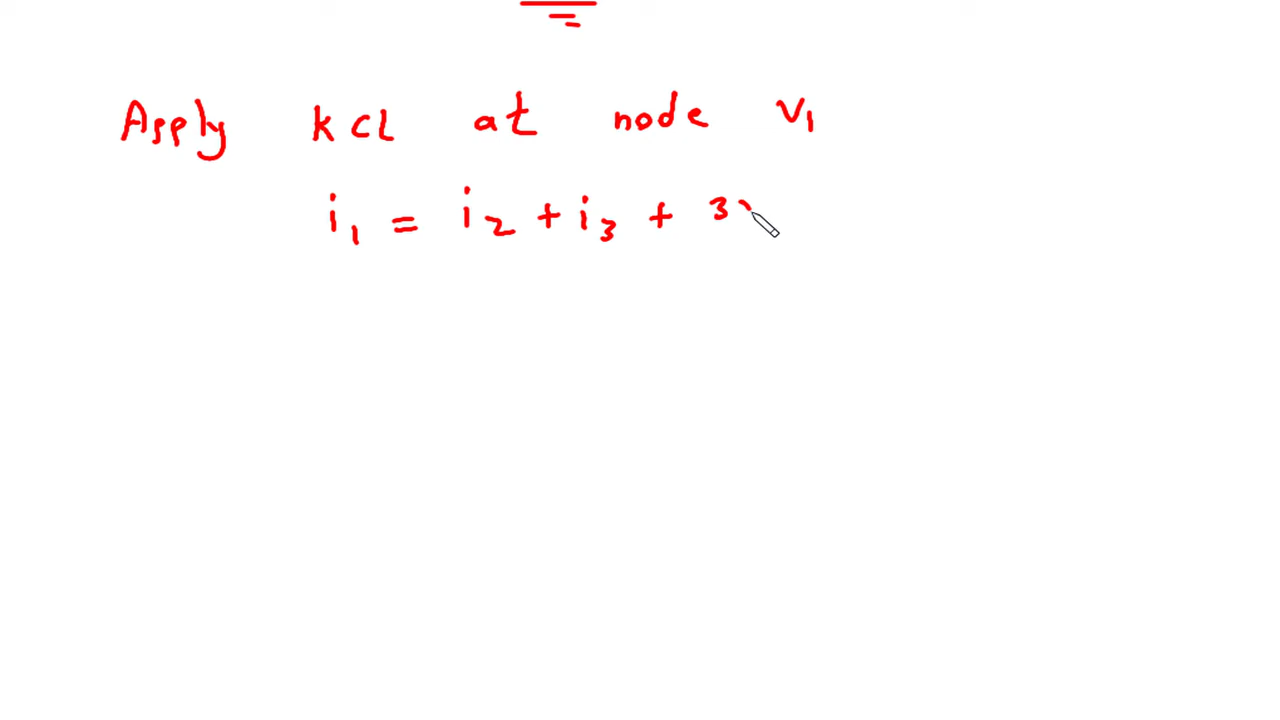 Apply kCL at node V₁
i₁ = i₂ + i₃ + 3